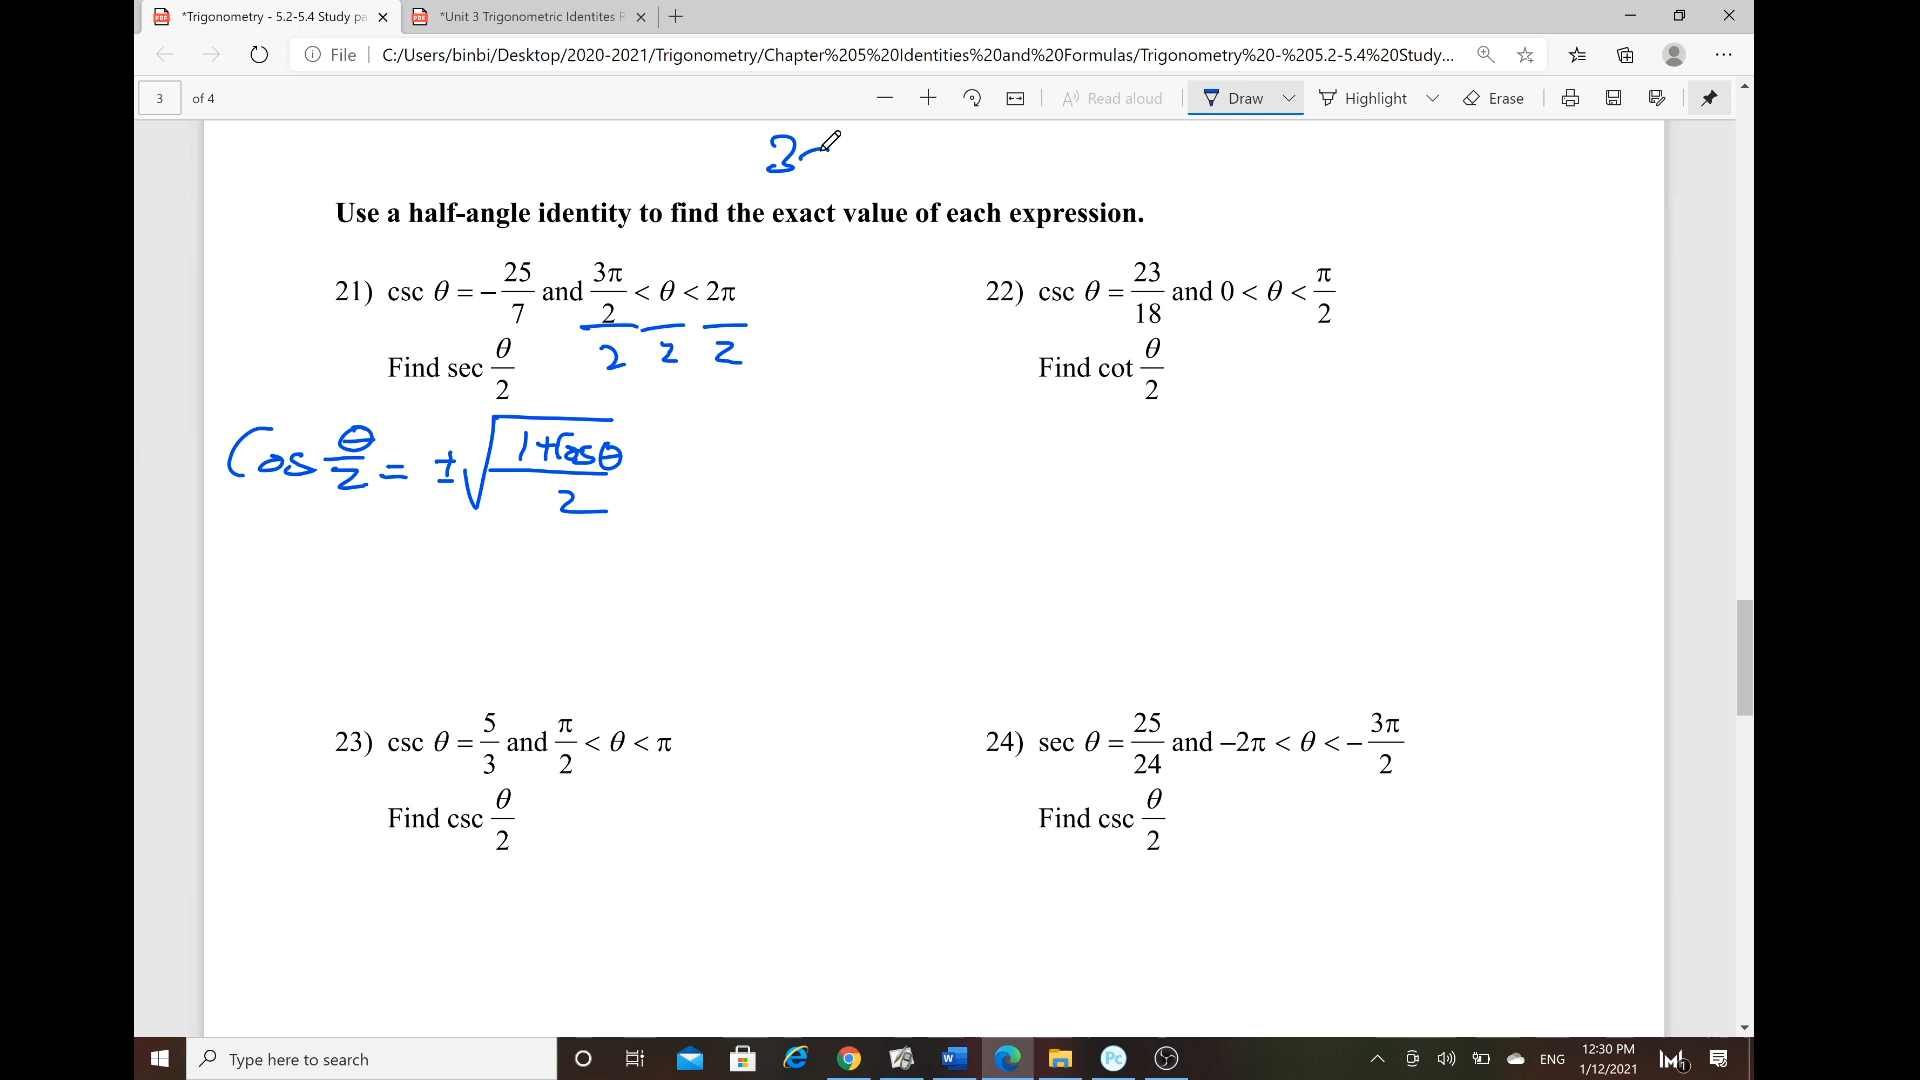 *Trigonometry - 5.2-5.4 Study pa
*Unit 3 Trigonometric Identites R
File
C:/Users/binbi/Desktop/2020-2021/Trigonometry/Chapter%205%20Identities%20and%20Formulas/Trigonometry%20-%205.2-5.4%20Study...
3 of 4
Read aloud
Draw
Highlight
Erase
3
Use a half-angle identity to find the exact value of each expression.
21) csc θ = −25/7 and 3π/2 < θ < 2π
2 2 2
Find sec θ/2
Cos θ/2 = ±√(1+Cosθ/2)
22) csc θ = 23/18 and 0 < θ < π/2
Find cot θ/2
23) csc θ = 5/3 and π/2 < θ < π
Find csc θ/2
24) sec θ = 25/24 and −2π < θ < −3π/2
Find csc θ/2
Type here to search
ENG
12:30 PM
1/12/2021